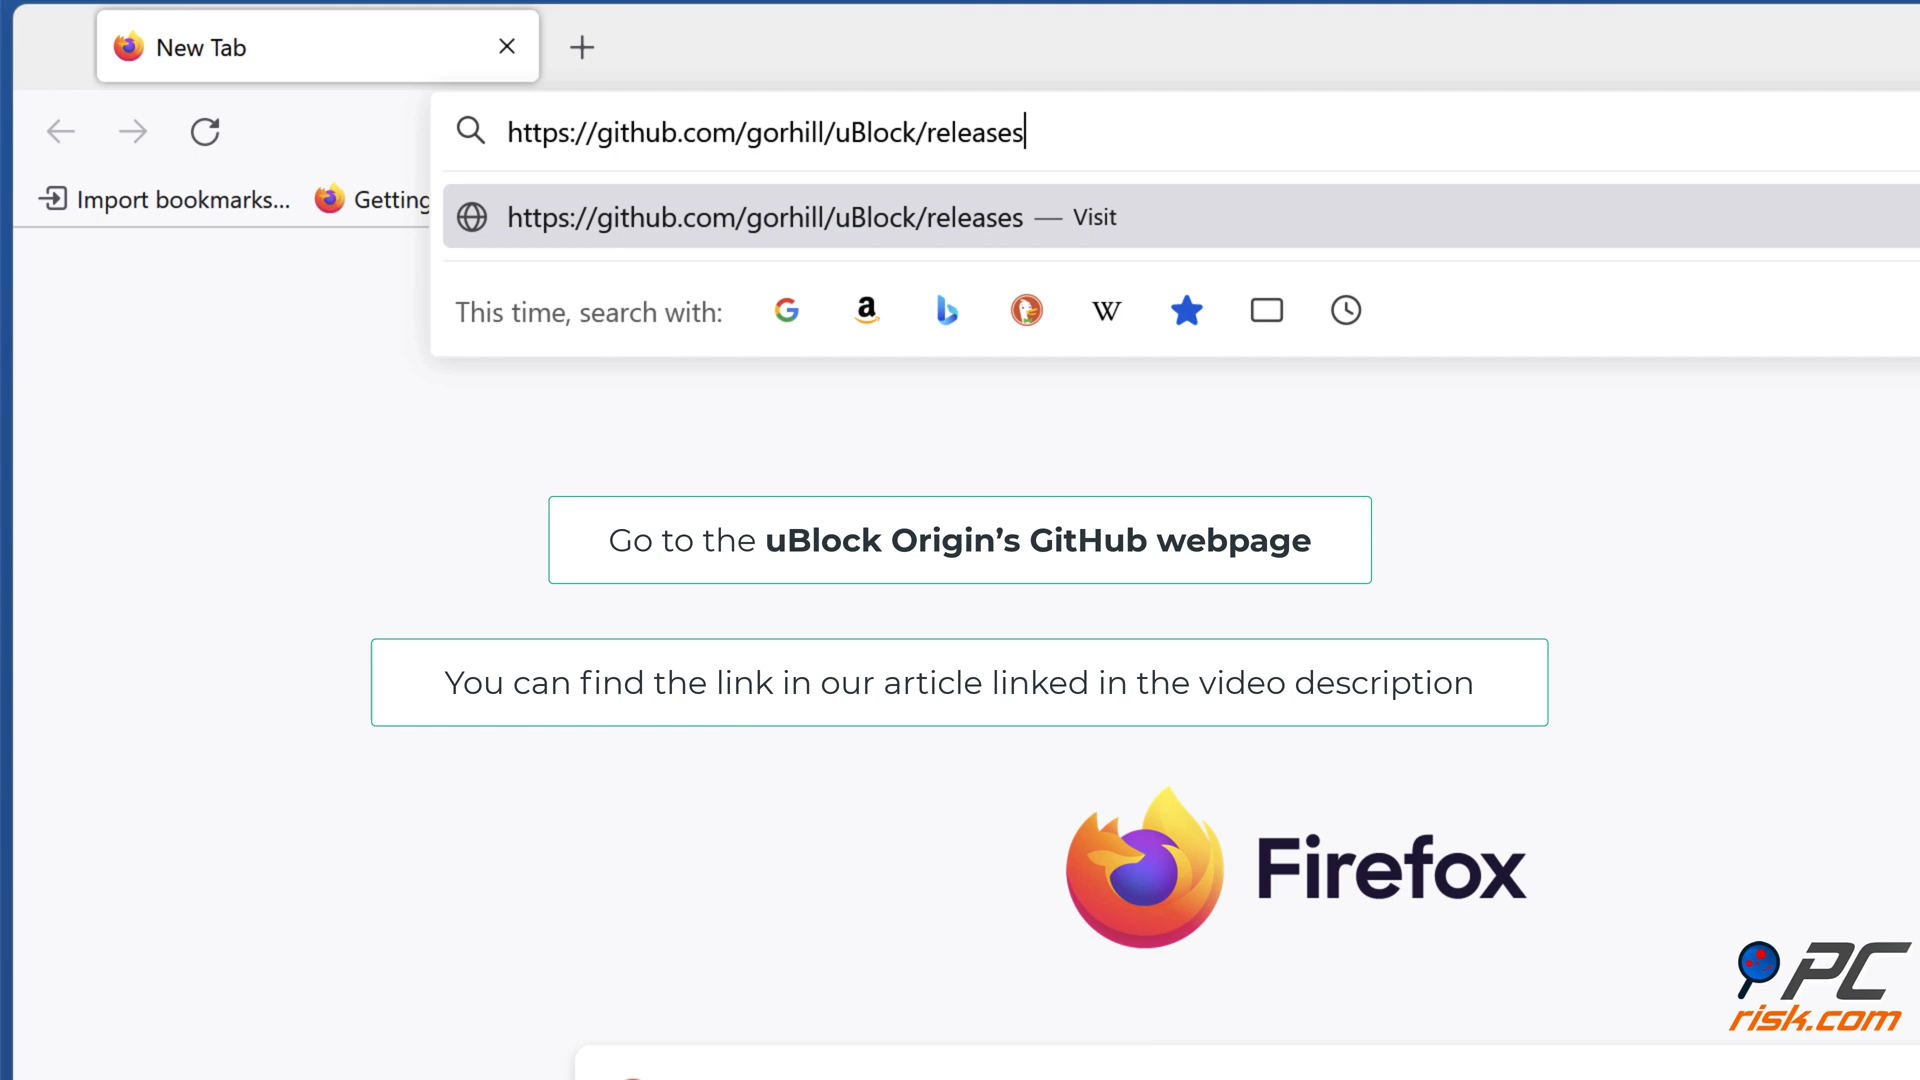 New Tab
https://github.com/gorhill/uBlock/releases
Import bookmarks...
Getting
https://github.com/gorhill/uBlock/releases — Visit
This time, search with:
Go to the uBlock Origin’s GitHub webpage
You can find the link in our article linked in the video description
Firefox
PC
risk.com